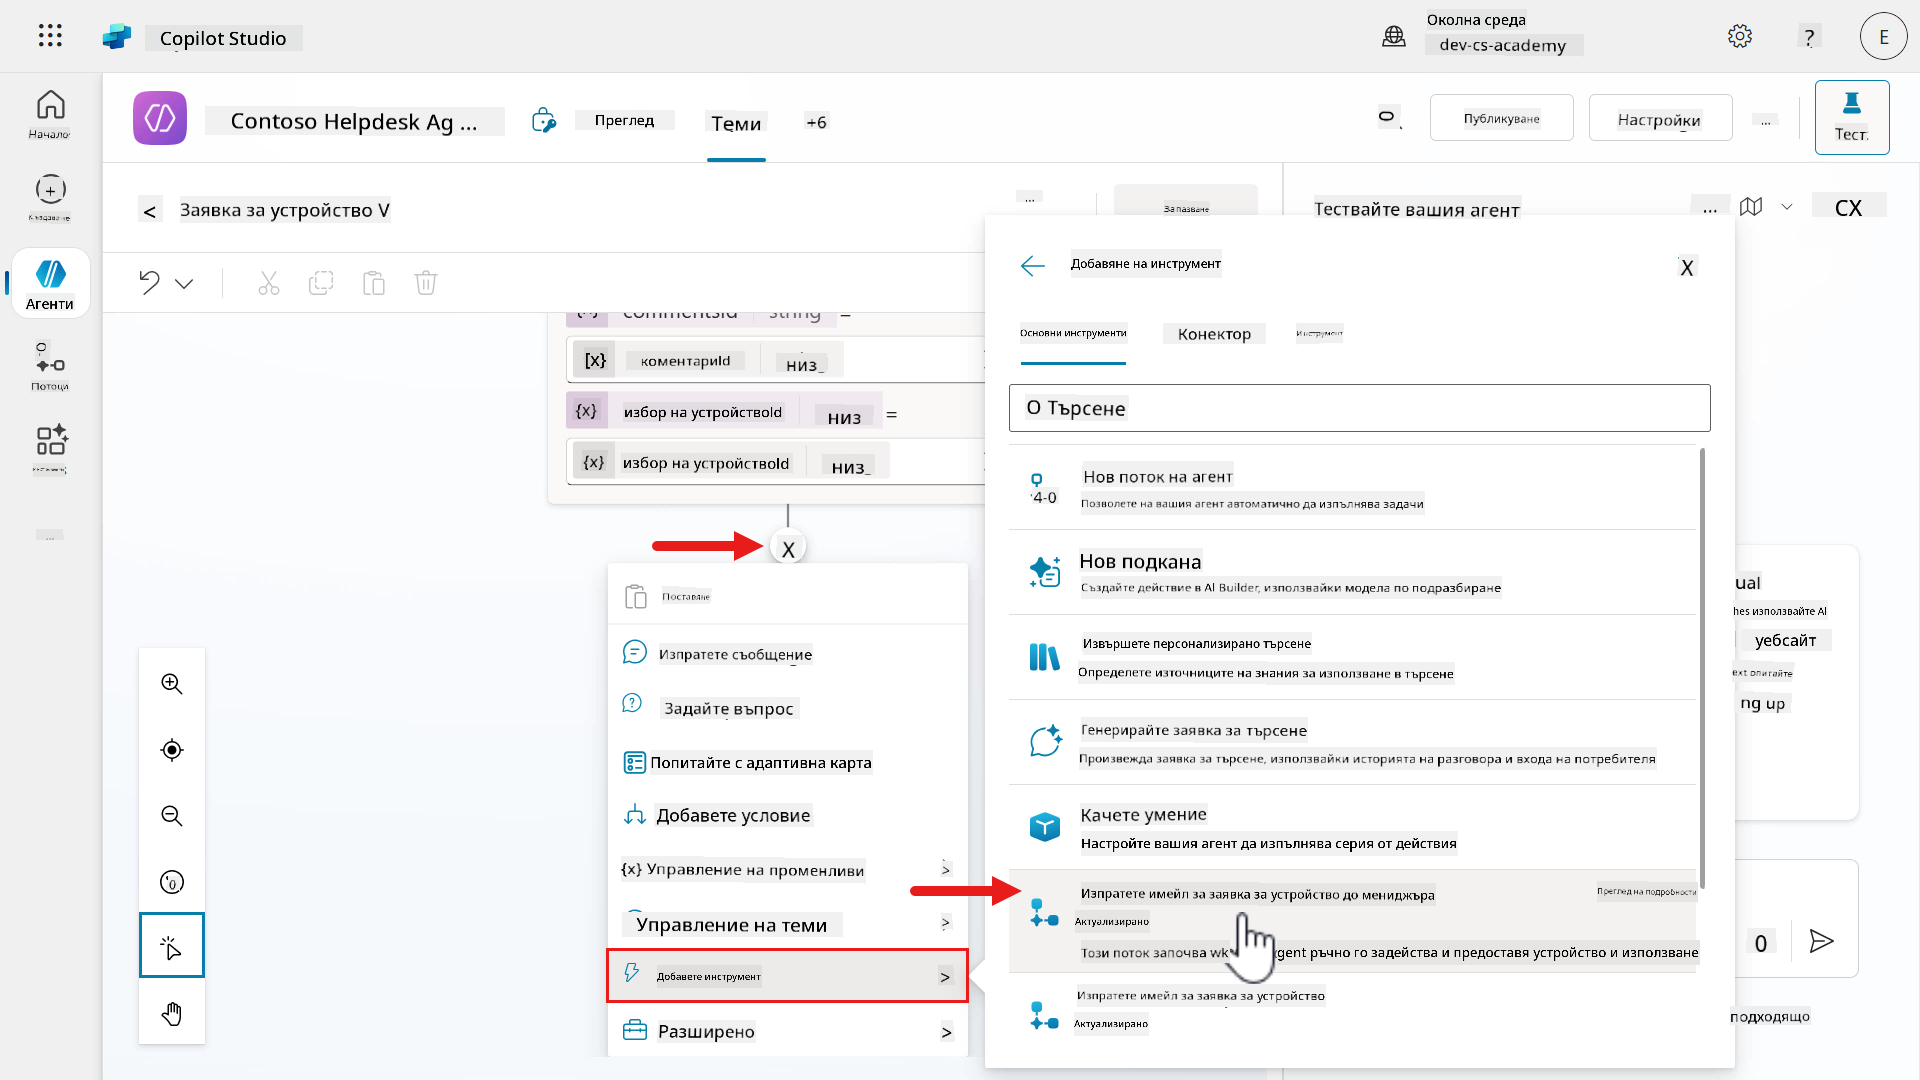 Copilot Studio
Околна среда
dev-cs-academy
?
E
Начало
Създаване
Агенти
Потоци
...
Contoso Helpdesk Ag ...
Преглед
Теми
+6
Публикуване
Настройки
...
Тест
<
Заявка за устройство V
...
Запазване
Тествайте вашия агент
...
CX
commentsId string =
[x] коментариId низ_
{x} избор на устройствоId низ =
{x} избор на устройствоId низ_
X
Поставяне
Изпратете съобщение
Задайте въпрос
Попитайте с адаптивна карта
Добавете условие
{x} Управление на променливи >
Управление на теми >
Добавете инструмент >
Разширено >
Добавяне на инструмент
X
Основни инструменти
Конектор
Инструмент
О Търсене
Нов поток на агент
Позволете на вашия агент автоматично да изпълнява задачи
Нов подкана
Създайте действие в AI Builder, използвайки модела по подразбиране
Извършете персонализирано търсене
Определете източниците на знания за използване в търсене
Генерирайте заявка за търсене
Произвежда заявка за търсене, използвайки историята на разговора и входа на потребителя
Качете умение
Настройте вашия агент да изпълнява серия от действия
Изпратете имейл за заявка за устройство до мениджъра
Преглед на подробности
Актуализирано
Този поток започва wh gent ръчно го задейства и предоставя устройство и използване
Изпратете имейл за заявка за устройство
Актуализирано
ual
hes използвайте AI
уебсайт
ext опитайте
ng up
0
подходящо